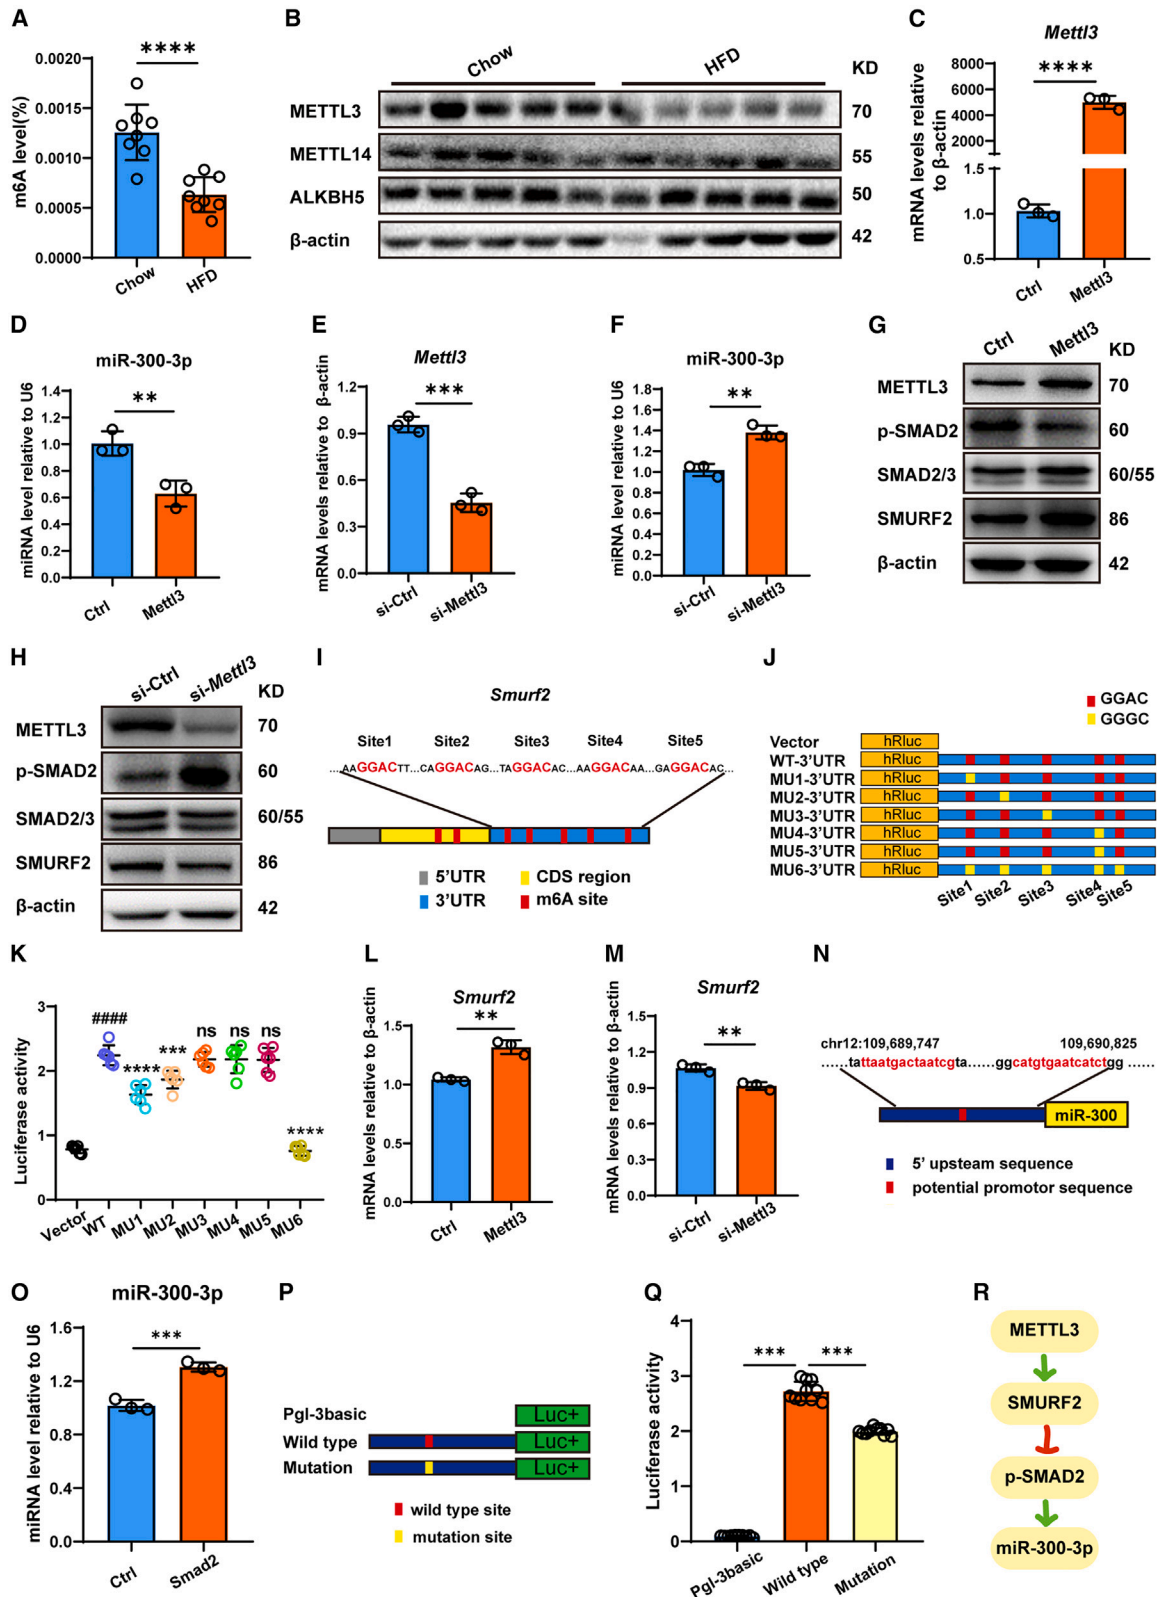 A
****
m6A level(%)
0.0020
0.0015
0.0010
0.0005
0.0000
Chow
HFD
B
Chow
HFD
KD
METTL3
70
METTL14
55
ALKBH5
50
β-actin
42
C
Mettl3
****
mRNA levels relative
to β-actin
8000
6000
4000
2000
1.5
1.0
0.5
Ctrl
Mettl3
D
miR-300-3p
**
miRNA level relative to U6
1.4
1.2
1.0
0.8
0.6
0.4
0.2
0.0
Ctrl
Mettl3
E
Mettl3
***
mRNA levels relative to β-actin
1.2
0.9
0.6
0.3
0.0
si-Ctrl
si-Mettl3
F
miR-300-3p
**
miRNA level relative to U6
1.8
1.6
1.4
1.2
1.0
0.8
0.6
0.4
0.2
0.0
si-Ctrl
si-Mettl3
G
Ctrl
Mettl3
KD
METTL3
70
p-SMAD2
60
SMAD2/3
60/55
SMURF2
86
β-actin
42
H
si-Ctrl
si-Mettl3
KD
METTL3
70
p-SMAD2
60
SMAD2/3
60/55
SMURF2
86
β-actin
42
I
Smurf2
Site1 Site2 Site3 Site4 Site5
...AAGGACTT...CAGGACAG...TAGGACAC...AAGGACAA...GAGGACAC...
5'UTR
CDS region
3'UTR
m6A site
J
GGAC
GGGC
Vector hRluc
WT-3'UTR hRluc
MU1-3'UTR hRluc
MU2-3'UTR hRluc
MU3-3'UTR hRluc
MU4-3'UTR hRluc
MU5-3'UTR hRluc
MU6-3'UTR hRluc
Site1 Site2 Site3 Site4 Site5
K
Luciferase activity
3
2
1
0
#### **** *** ns ns ns ****
Vector WT MU1 MU2 MU3 MU4 MU5 MU6
L
Smurf2
**
mRNA levels relative to β-actin
1.5
1.0
0.5
0.0
Ctrl
Mettl3
M
Smurf2
**
mRNA levels relative to β-actin
1.5
1.2
0.9
0.6
0.3
0.0
si-Ctrl
si-Mettl3
N
chr12:109,689,747 109,690,825
......tattaatgactaatcgta......ggcatgtgaatcatctgg ......
miR-300
5' upsteam sequence
potential promotor sequence
O
miR-300-3p
***
miRNA level relative to U6
1.6
1.2
0.8
0.4
0.0
Ctrl
Smad2
P
Pgl-3basic Luc+
Wild type Luc+
Mutation Luc+
wild type site
mutation site
Q
*** ***
Luciferase activity
4
3
2
1
0
Pgl-3basic
Wild type
Mutation
R
METTL3
SMURF2
p-SMAD2
miR-300-3p